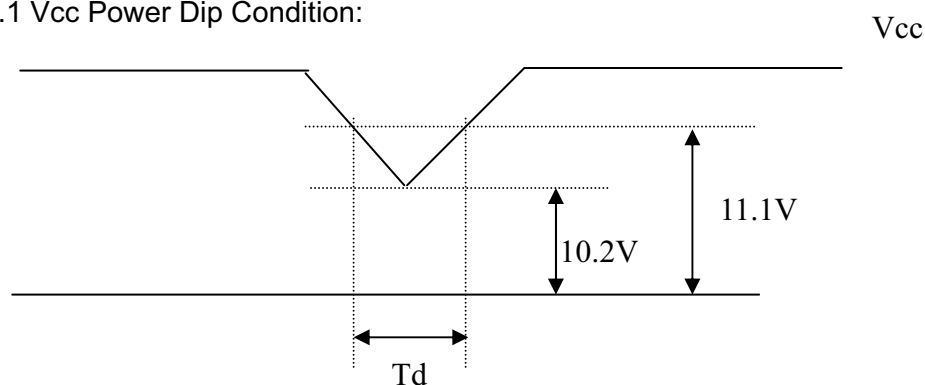 .1 Vcc Power Dip Condition:
Vcc
11.1V
10.2V
Td